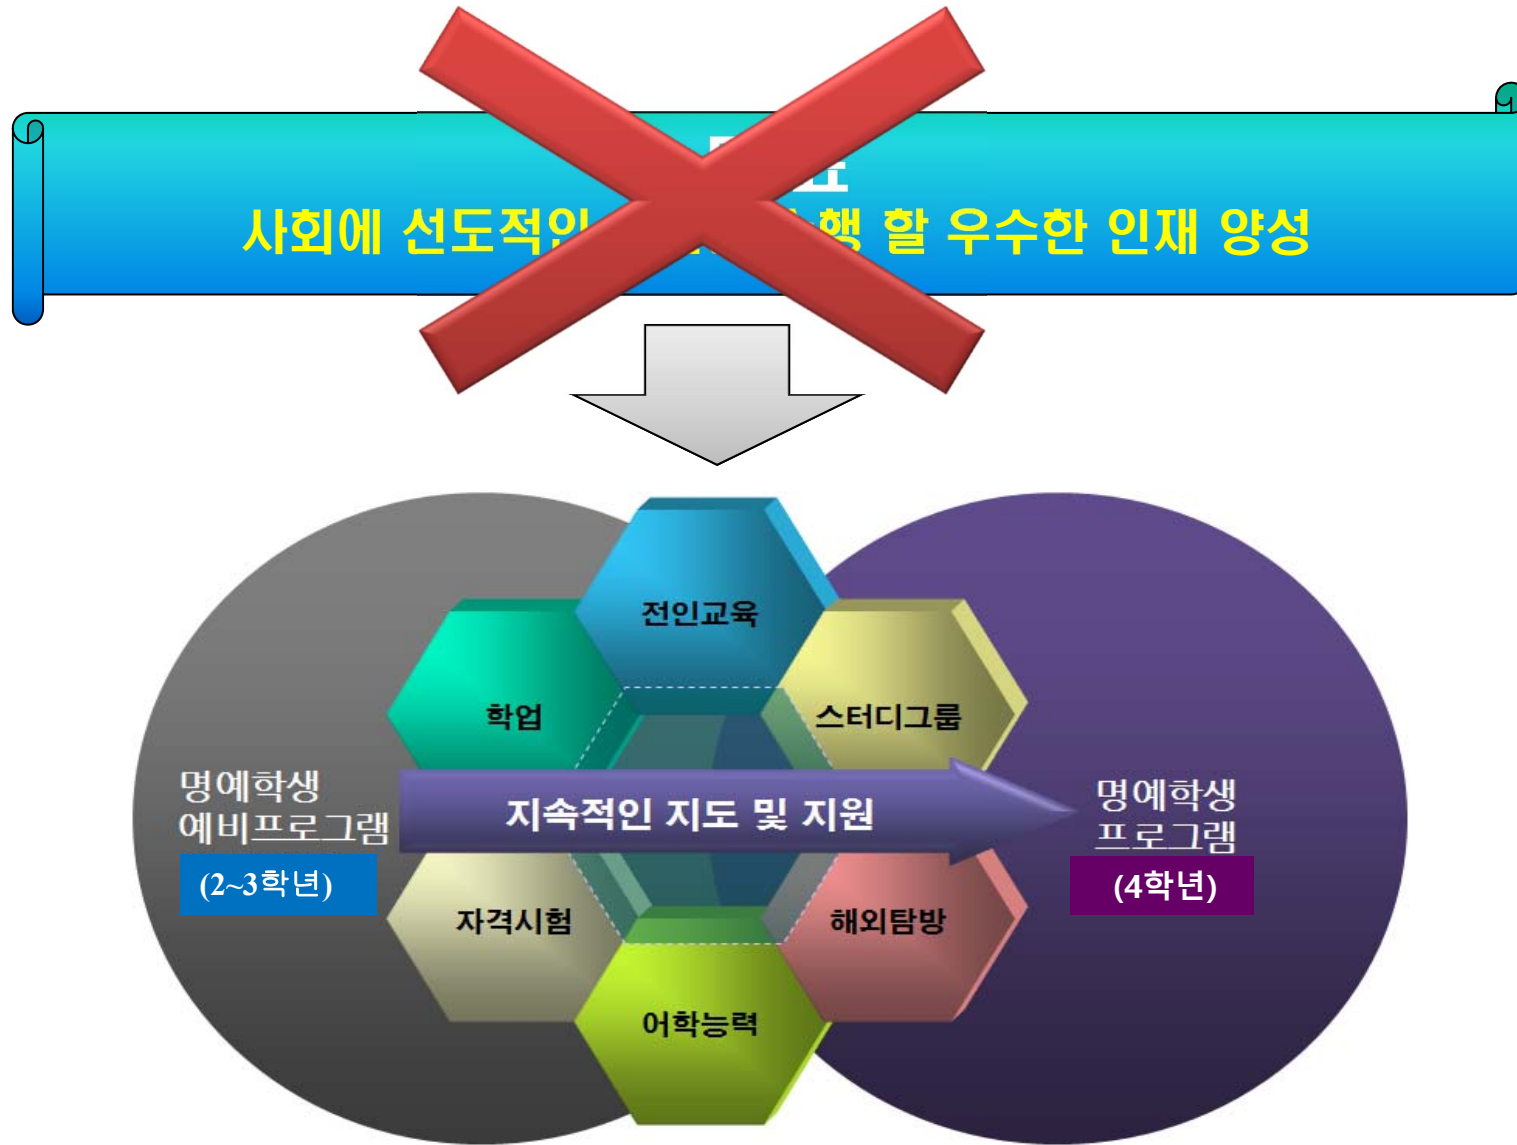 사회에 선도적인 할 우수한 인재 양성
전인교육
학업
스터디그룹
명예학생
예비프로그램
(2~3학년)
지속적인 지도 및 지원
명예학생
프로그램
(4학년)
자격시험
해외탐방
어학능력